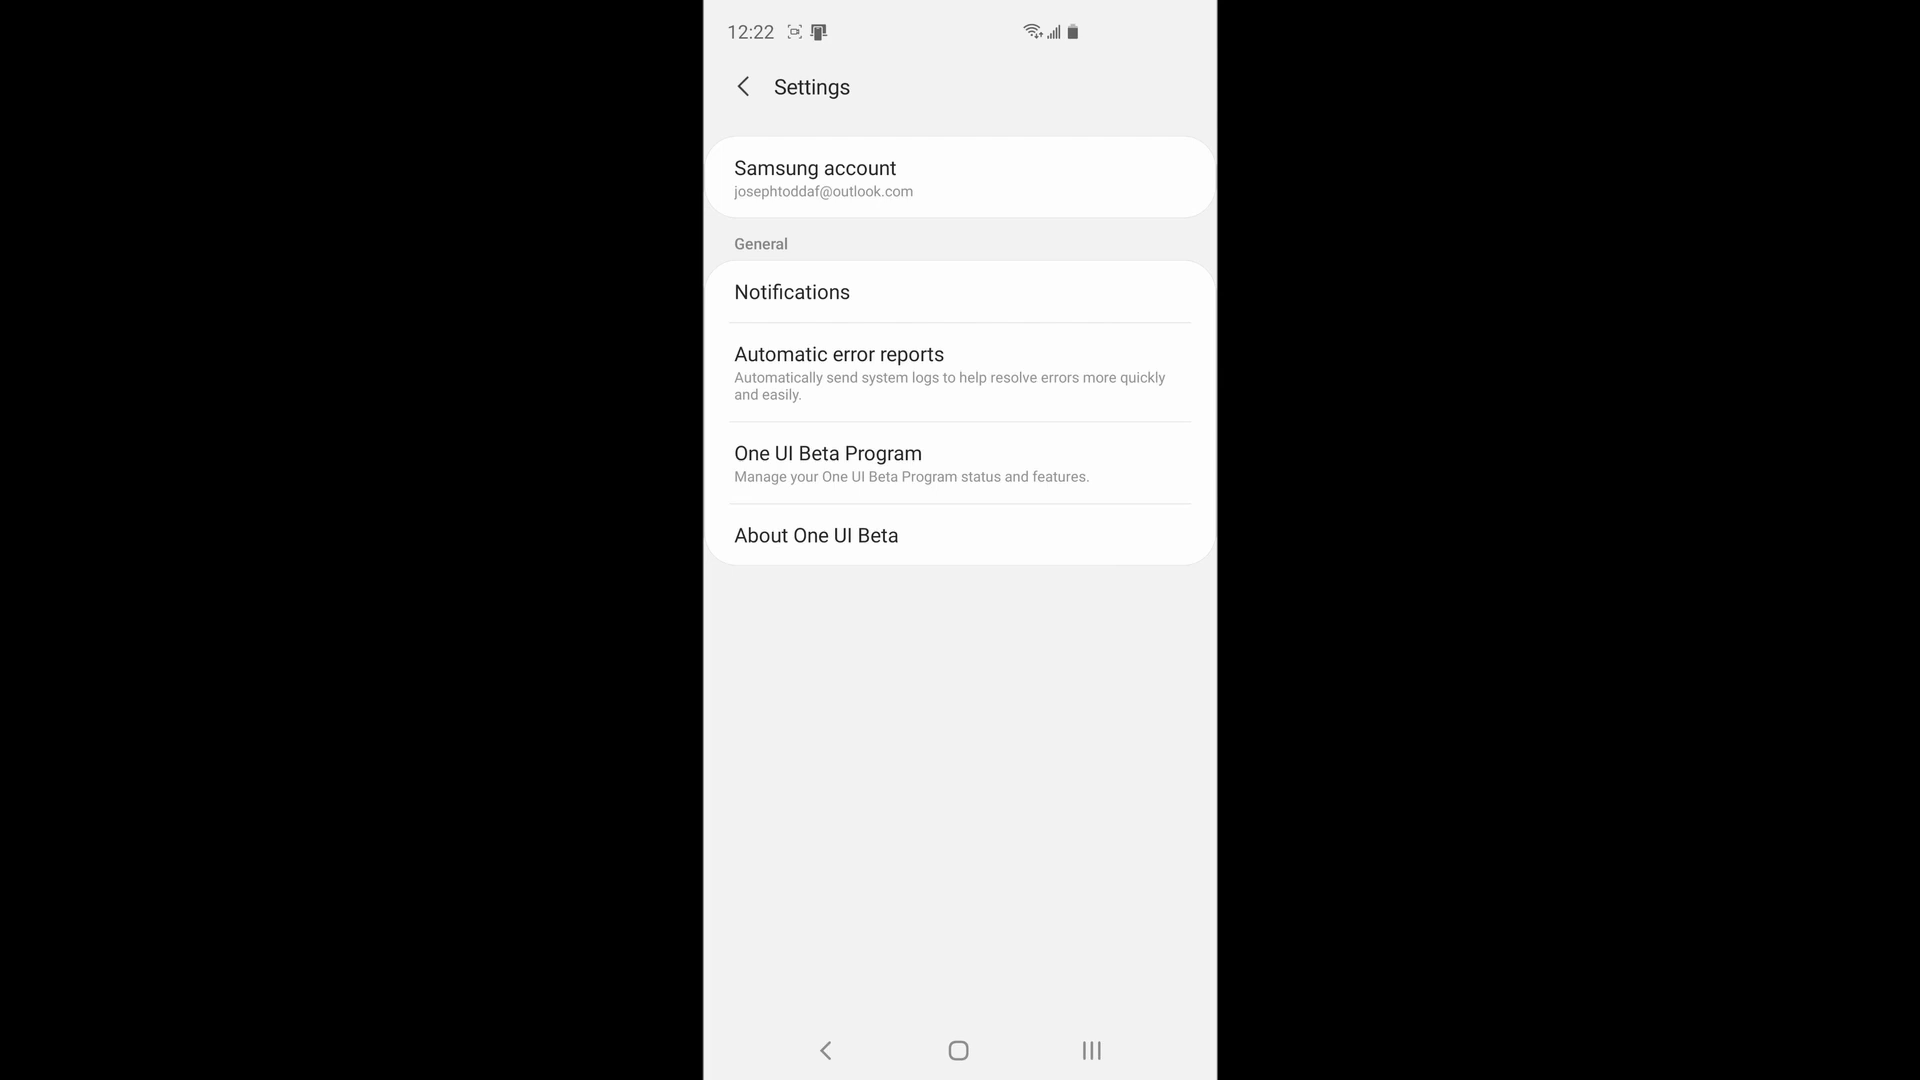 12:22
Settings
Samsung account
josephtoddaf@outlook.com
General
Notifications
Automatic error reports
Automatically send system logs to help resolve errors more quickly
and easily.
One UI Beta Program
Manage your One UI Beta Program status and features.
About One UI Beta